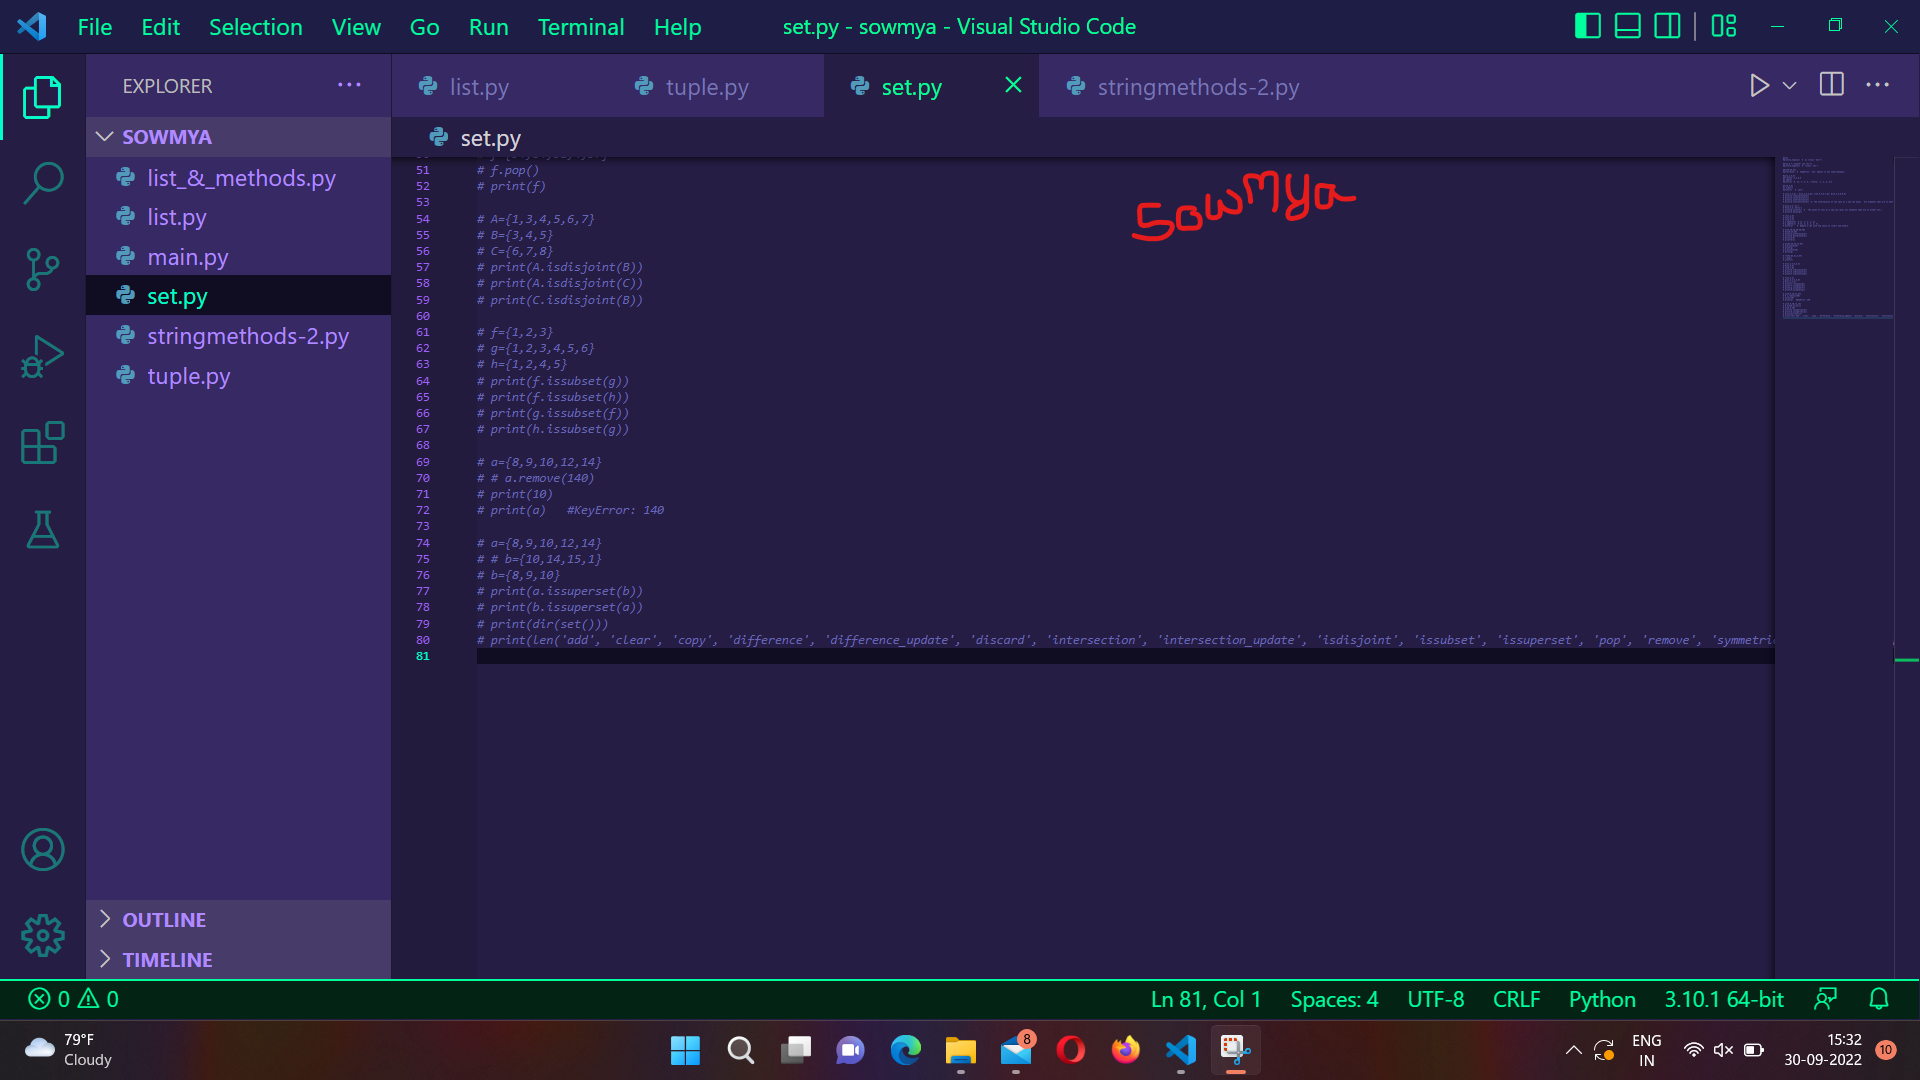 File Edit Selection View Go Run Terminal Help set.py - sowmya - Visual Studio Code
EXPLORER
list.py tuple.py set.py stringmethods-2.py
SOWMYA
set.py
list_&_methods.py
list.py
main.py
set.py
stringmethods-2.py
tuple.py
OUTLINE
TIMELINE
sowmya
51 # f.pop()
52 # print(f)
53
54 # A={1,3,4,5,6,7}
55 # B={3,4,5}
56 # C={6,7,8}
57 # print(A.isdisjoint(B))
58 # print(A.isdisjoint(C))
59 # print(C.isdisjoint(B))
60
61 # f={1,2,3}
62 # g={1,2,3,4,5,6}
63 # h={1,2,4,5}
64 # print(f.issubset(g))
65 # print(f.issubset(h))
66 # print(g.issubset(f))
67 # print(h.issubset(g))
68
69 # a={8,9,10,12,14}
70 # # a.remove(140)
71 # print(10)
72 # print(a)   #KeyError: 140
73
74 # a={8,9,10,12,14}
75 # # b={10,14,15,1}
76 # b={8,9,10}
77 # print(a.issuperset(b))
78 # print(b.issuperset(a))
79 # print(dir(set()))
80 # print(len('add', 'clear', 'copy', 'difference', 'difference_update', 'discard', 'intersection', 'intersection_update', 'isdisjoint', 'issubset', 'issuperset', 'pop', 'remove', 'symmetri
81
0 0 Ln 81, Col 1 Spaces: 4 UTF-8 CRLF Python 3.10.1 64-bit
79°F
Cloudy
8
ENG
IN
15:32
30-09-2022
10